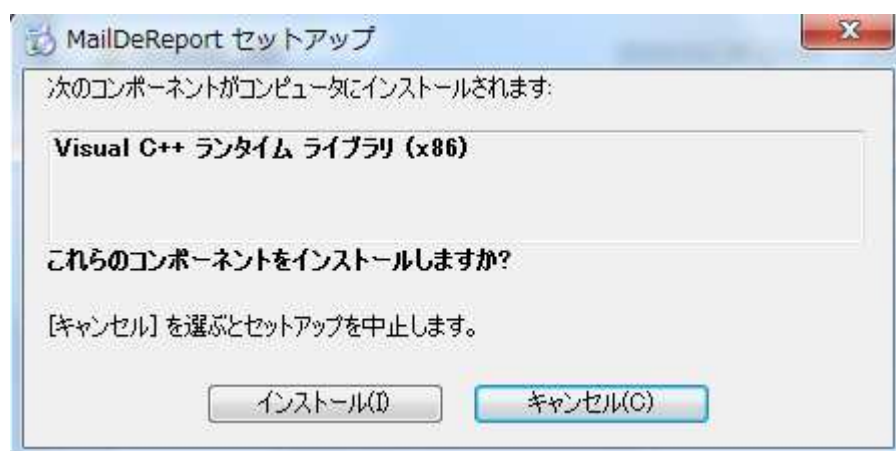 MailDeReport セットアップ
次のコンポーネントがコンピュータにインストールされます:
Visual C++ ランタイム ライブラリ (x86)
これらのコンポーネントをインストールしますか?
[キャンセル] を選ぶとセットアップを中止します。
インストール(I)
キャンセル(C)